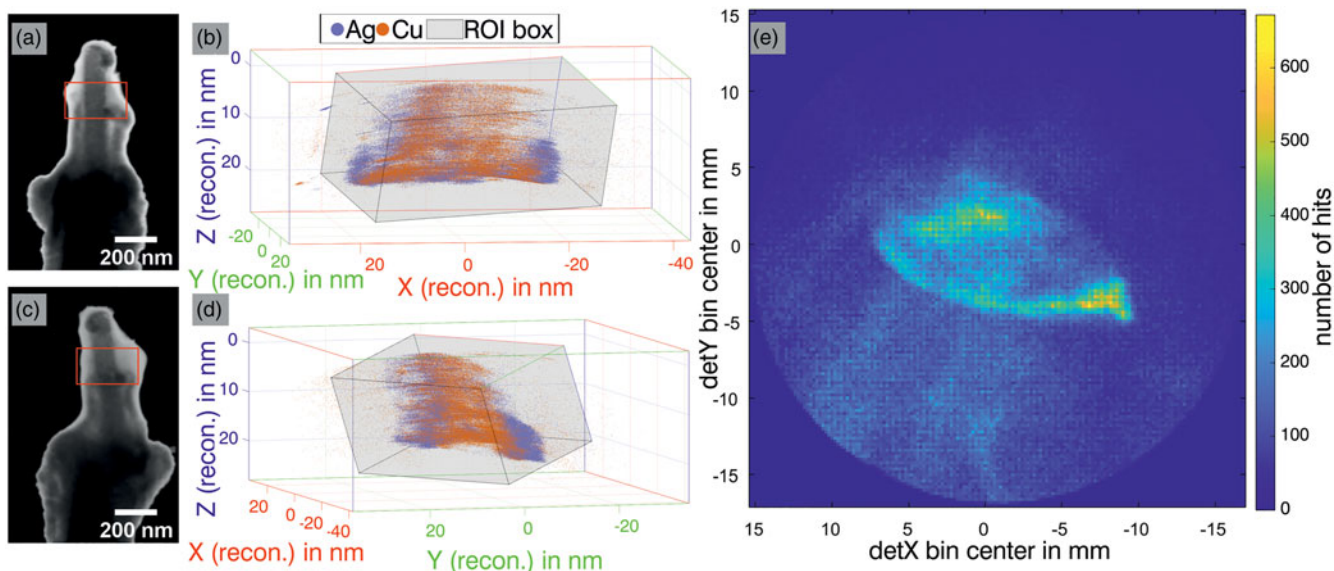 (a)
200 nm
(b)
Ag Cu ROI box
0
10
20
Z (recon.) in nm
-20
0
20
Y (recon.) in nm
20
0
-20
-40
X (recon.) in nm
(c)
200 nm
(d)
0
10
20
Z (recon.) in nm
20
0
-20
-40
X (recon.) in nm
20
0
-20
Y (recon.) in nm
(e)
15
10
5
0
-5
-10
-15
detY bin center in mm
15
10
5
0
-5
-10
-15
detX bin center in mm
600
500
400
300
200
100
0
number of hits